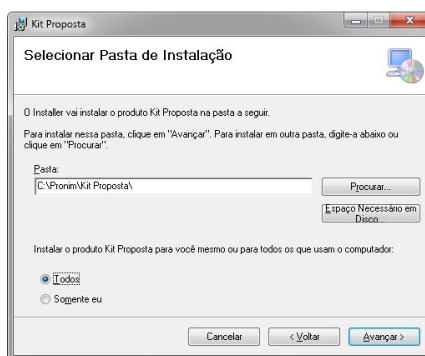 Kit Proposta
Selecionar Pasta de Instalação
O Installer vai instalar o produto Kit Proposta na pasta a seguir.
Para instalar nessa pasta, clique em "Avançar". Para instalar em outra pasta, digite-a abaixo ou
clique em "Procurar".
Pasta:
C:\Pronim\Kit Proposta\
Procurar...
Espaço Necessário em
Disco...
Instalar o produto Kit Proposta para você mesmo ou para todos os que usam o computador:
Todos
Somente eu
Cancelar
< Voltar
Avançar >